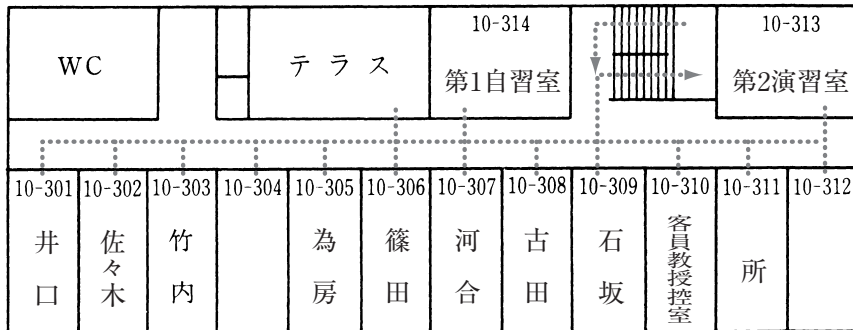 WC
テラス
10-314
第1自習室
10-313
第2演習室
10-301
井口
10-302
佐々木
10-303
竹内
10-304
10-305
為房
10-306
篠田
10-307
河合
10-308
古田
10-309
石坂
10-310
客員教授控室
10-311
所
10-312